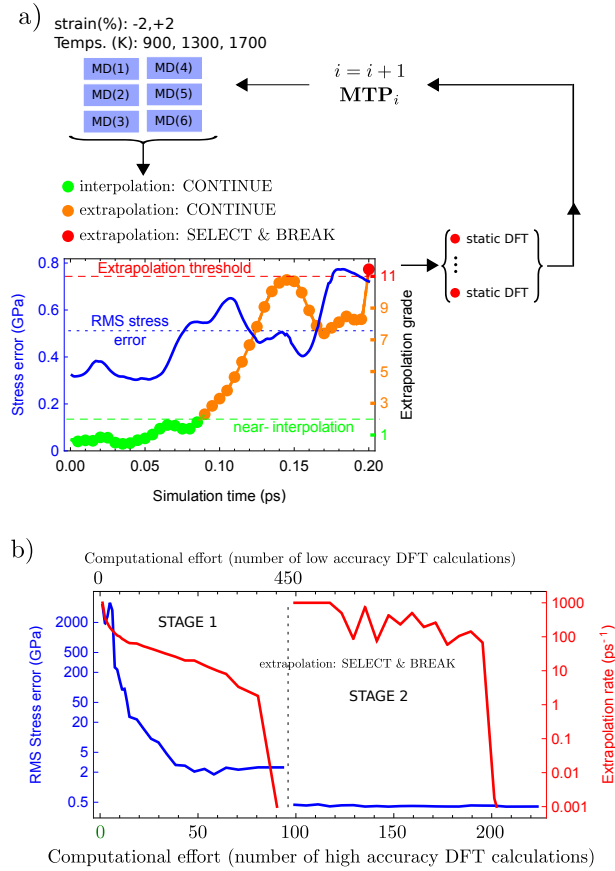 a)
strain(%): -2,+2
Temps. (K): 900, 1300, 1700
MD(1) MD(4)
MD(2) MD(5)
MD(3) MD(6)
i = i + 1
MTP_i
interpolation: CONTINUE
extrapolation: CONTINUE
extrapolation: SELECT & BREAK
static DFT
static DFT
0.8
0.6
0.4
0.2
0
Stress error (GPa)
Extrapolation threshold
RMS stress
error
near- interpolation
11
9
7
5
3
1
Extrapolation grade
0.00 0.05 0.10 0.15 0.20
Simulation time (ps)
b)
Computational effort (number of low accuracy DFT calculations)
0 450
2000
500
200
50
20
5
2
0.5
RMS Stress error (GPa)
STAGE 1
extrapolation: SELECT & BREAK
STAGE 2
1000
100
10
1
0.1
0.01
0.001
Extrapolation rate (ps⁻¹)
0 50 100 150 200
Computational effort (number of high accuracy DFT calculations)